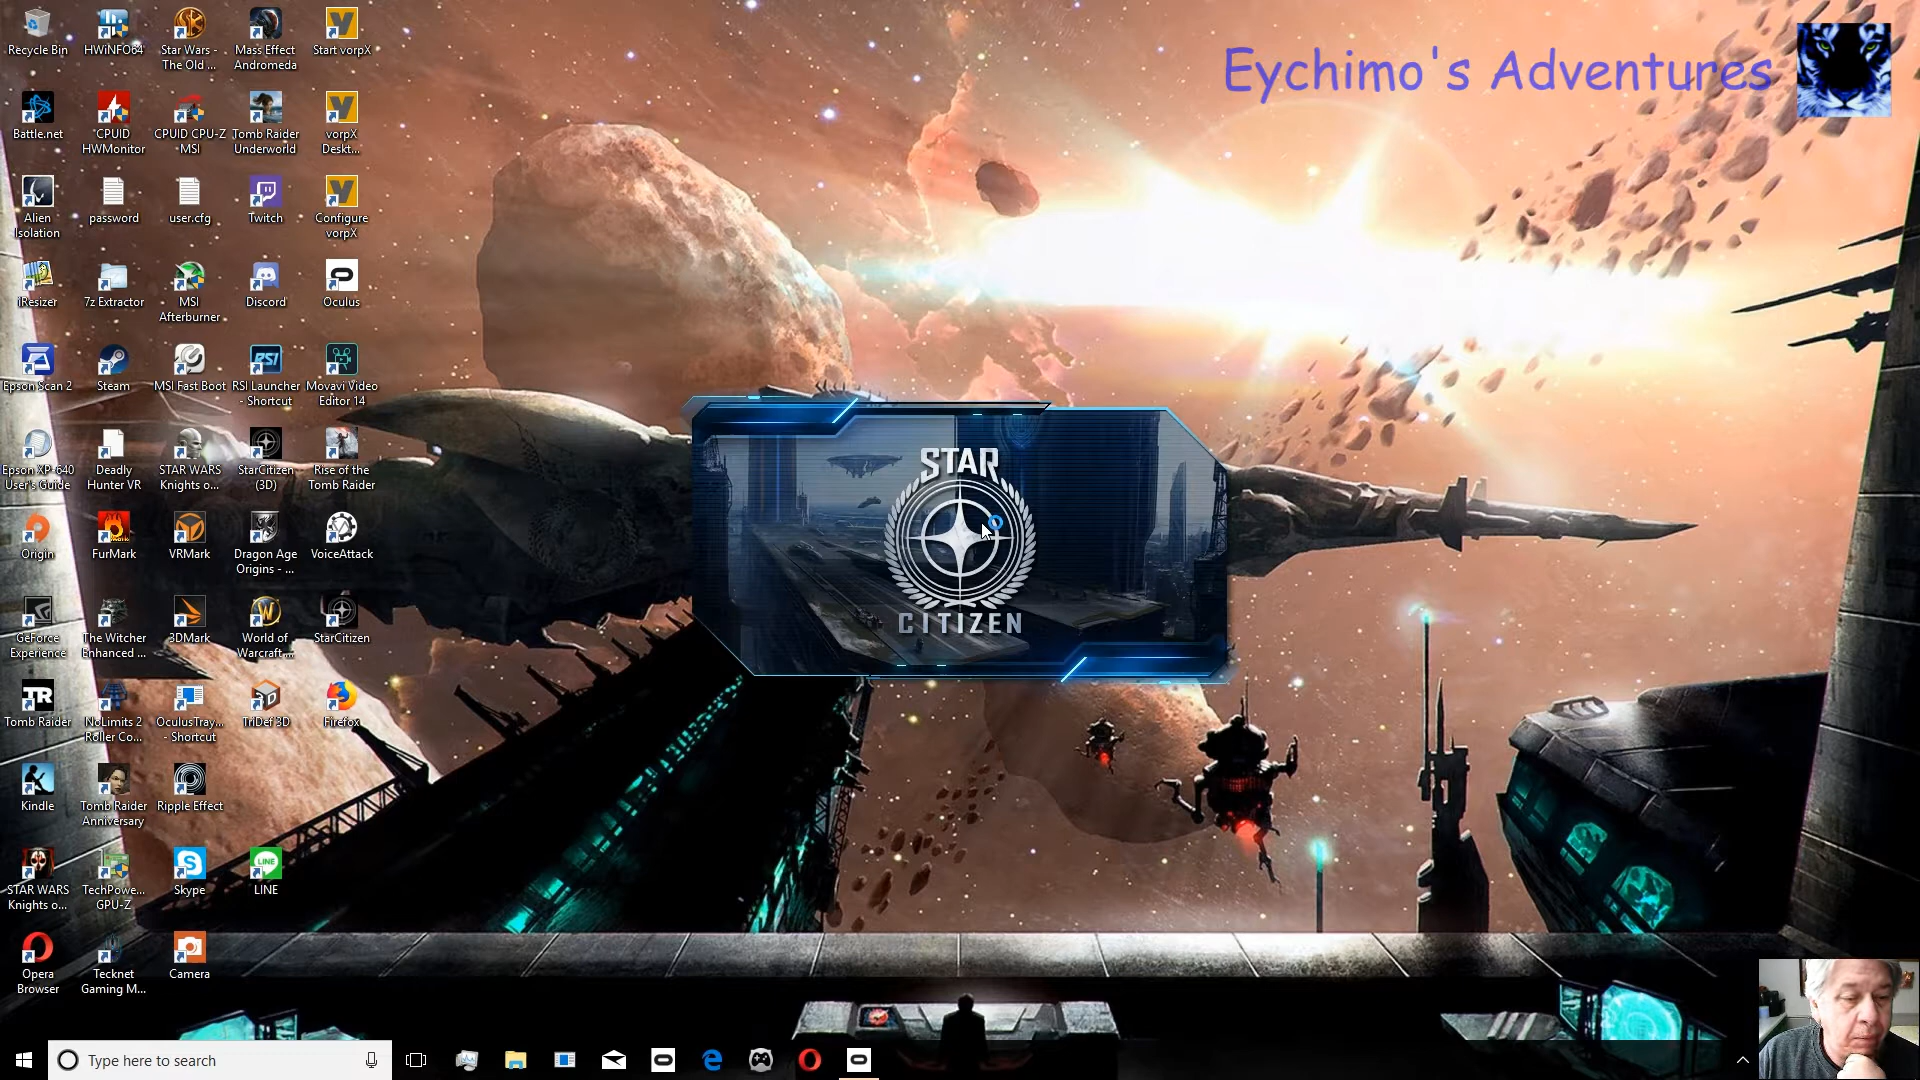 Eychimo's Adventures
Recycle Bin
HWiNFO64
Star Wars -
The Old ...
Mass Effect
Andromeda
Start vorpX
Battle.net
CPUID
HWMonitor
CPUID CPU-Z
MSI
Tomb Raider
Underworld
vorpX
Deskt...
Alien
Isolation
password
user.cfg
Twitch
Configure
vorpX
iResizer
7z Extractor
MSI
Afterburner
Discord
Oculus
Epson Scan 2
Steam
MSI Fast Boot
RSI
RSI Launcher
- Shortcut
Movavi Video
Editor 14
Epson XP-640
User's Guide
Deadly
Hunter VR
STAR WARS
Knights o...
StarCitizen
(3D)
Rise of the
Tomb Raider
Origin
FurMark
VRMark
Dragon Age
Origins - ...
VoiceAttack
GeForce
Experience
The Witcher
Enhanced ...
3DMark
World of
Warcraft...
StarCitizen
TR
Tomb Raider
NoLimits 2
Roller Co...
OculusTray...
- Shortcut
3D
TriDef 3D
Firefox
Kindle
Tomb Raider
Anniversary
Ripple Effect
STAR WARS
Knights o...
TechPowe...
GPU-Z
Skype
LINE
LINE
Opera
Browser
Tecknet
Gaming M...
Camera
STAR
CITIZEN
Type here to search